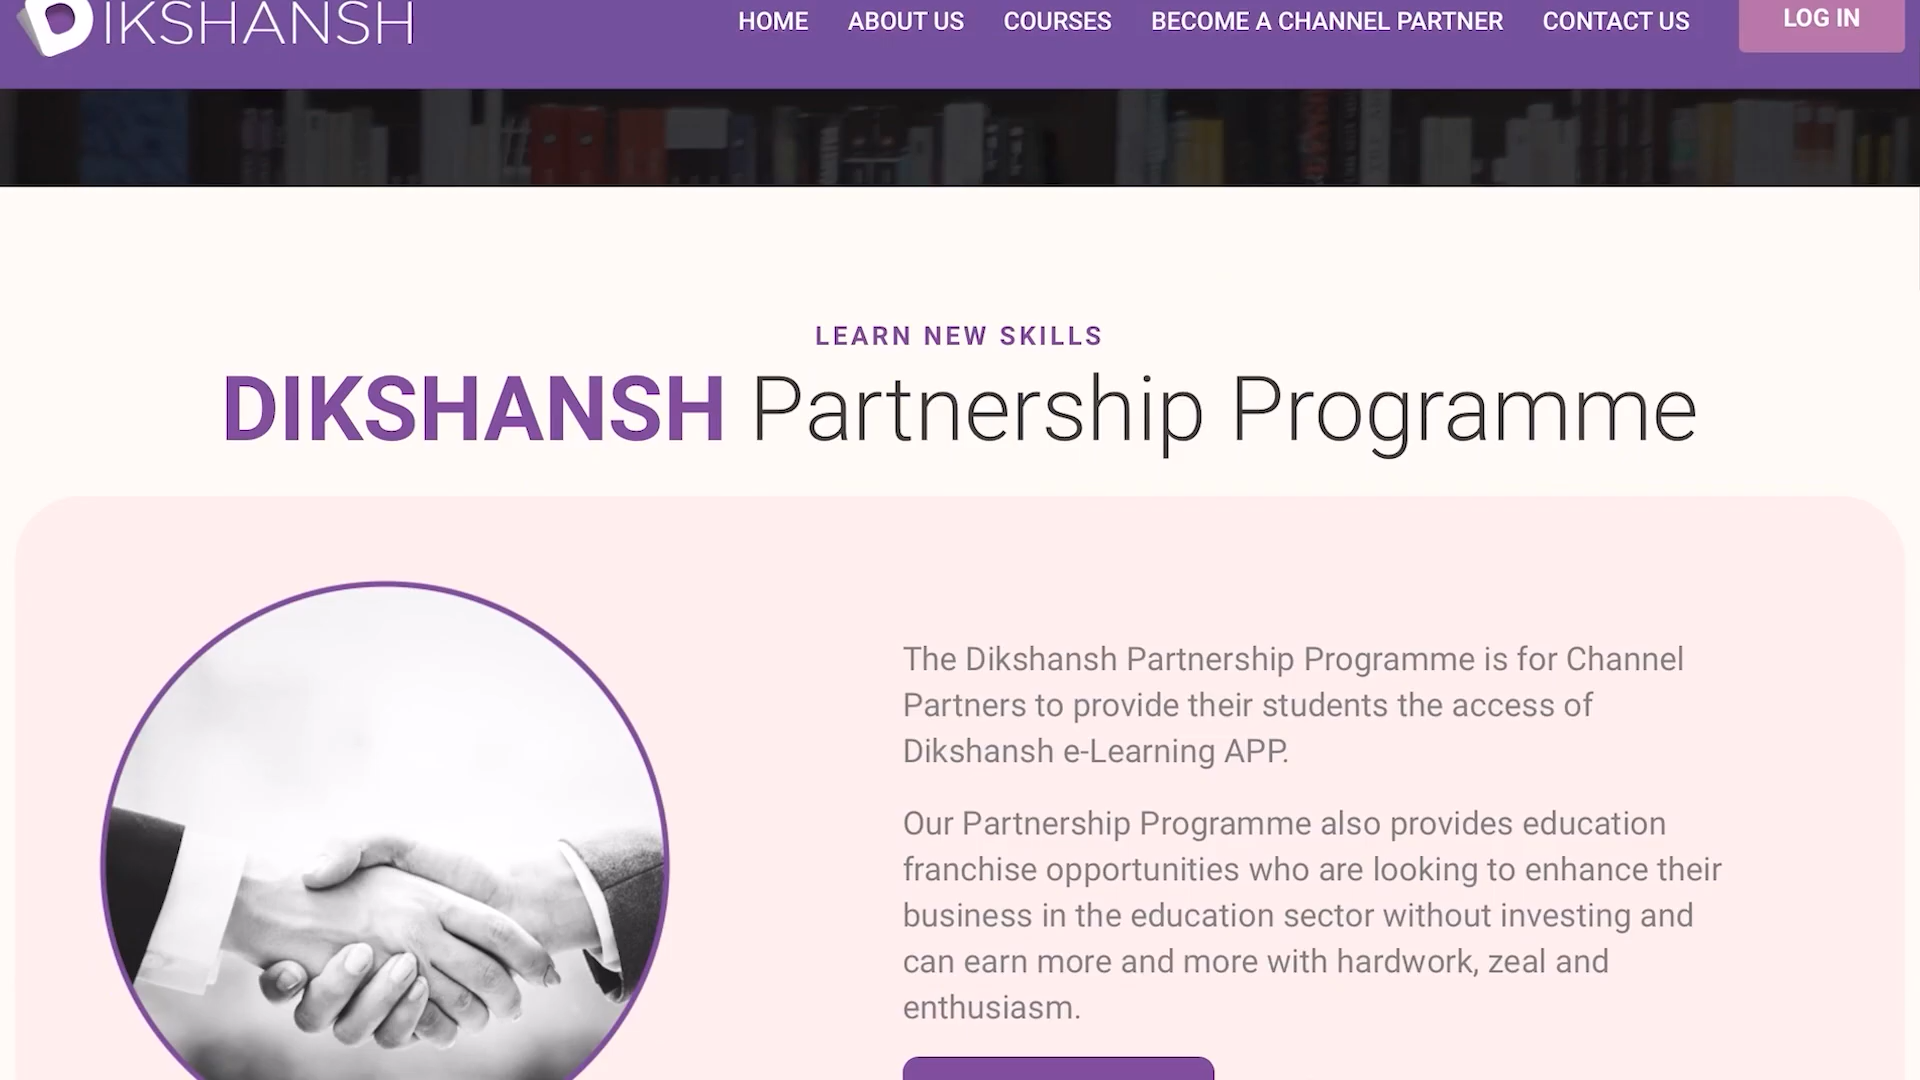 DIKSHANSH
HOME ABOUT US COURSES BECOME A CHANNEL PARTNER CONTACT US LOG IN
LEARN NEW SKILLS
DIKSHANSH Partnership Programme
The Dikshansh Partnership Programme is for Channel
Partners to provide their students the access of
Dikshansh e-Learning APP.
Our Partnership Programme also provides education
franchise opportunities who are looking to enhance their
business in the education sector without investing and
can earn more and more with hardwork, zeal and
enthusiasm.